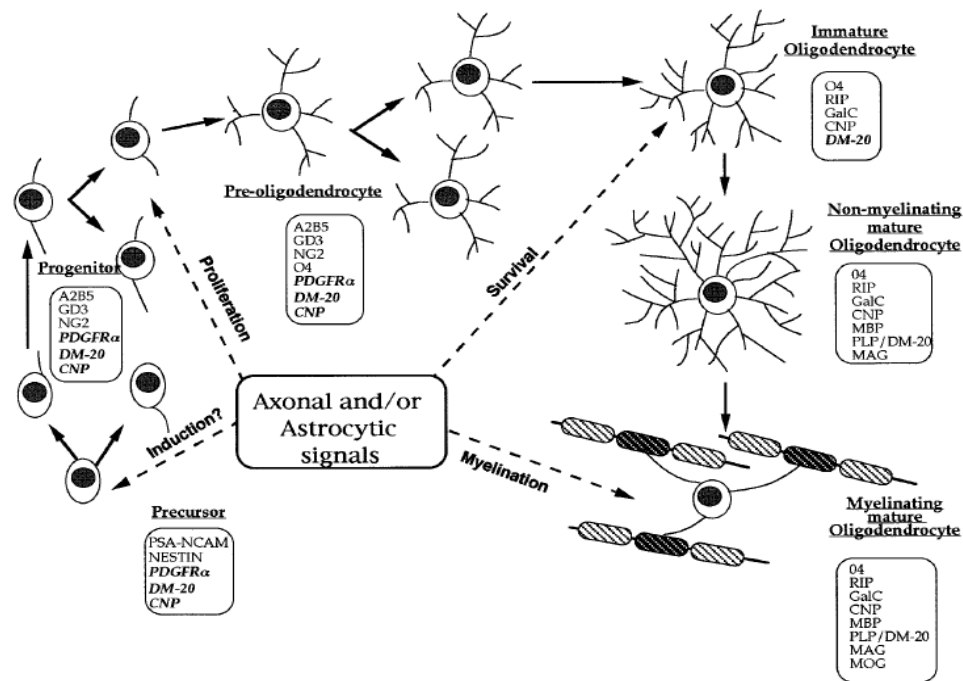 Immature
Oligodendrocyte
O4
RIP
GalC
CNP
DM-20
Pre-oligodendrocyte
A2B5
GD3
NG2
O4
PDGFRα
DM-20
CNP
Non-myelinating
mature
Oligodendrocyte
04
RIP
GalC
CNP
MBP
PLP/DM-20
MAG
Progenitor
A2B5
GD3
NG2
PDGFRα
DM-20
CNP
Proliferation
Survival
Induction?
Axonal and/or
Astrocytic
signals
Myelination
Precursor
PSA-NCAM
NESTIN
PDGFRα
DM-20
CNP
Myelinating
mature
Oligodendrocyte
04
RIP
GalC
CNP
MBP
PLP/DM-20
MAG
MOG